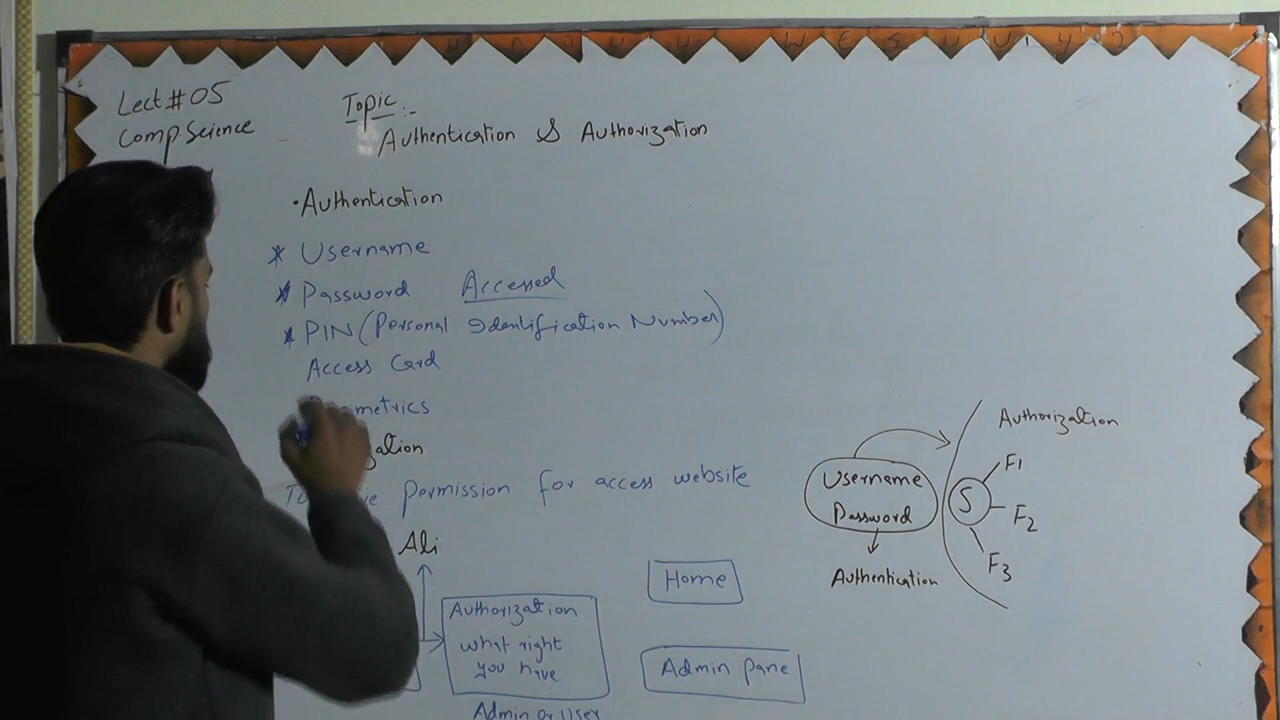 Lect#05
Comp Science
Topic:-
Authentication & Authorization
• Authentication
* Username
* Password Accessed
* PIN (Personal Identification Number)
Access Card
metrics
ation
permission for access website
Ali
Authorization
what right
you have
Admin or User
Home
Admin pane
Username
Password
Authentication
Authorization
S
F1
F2
F3